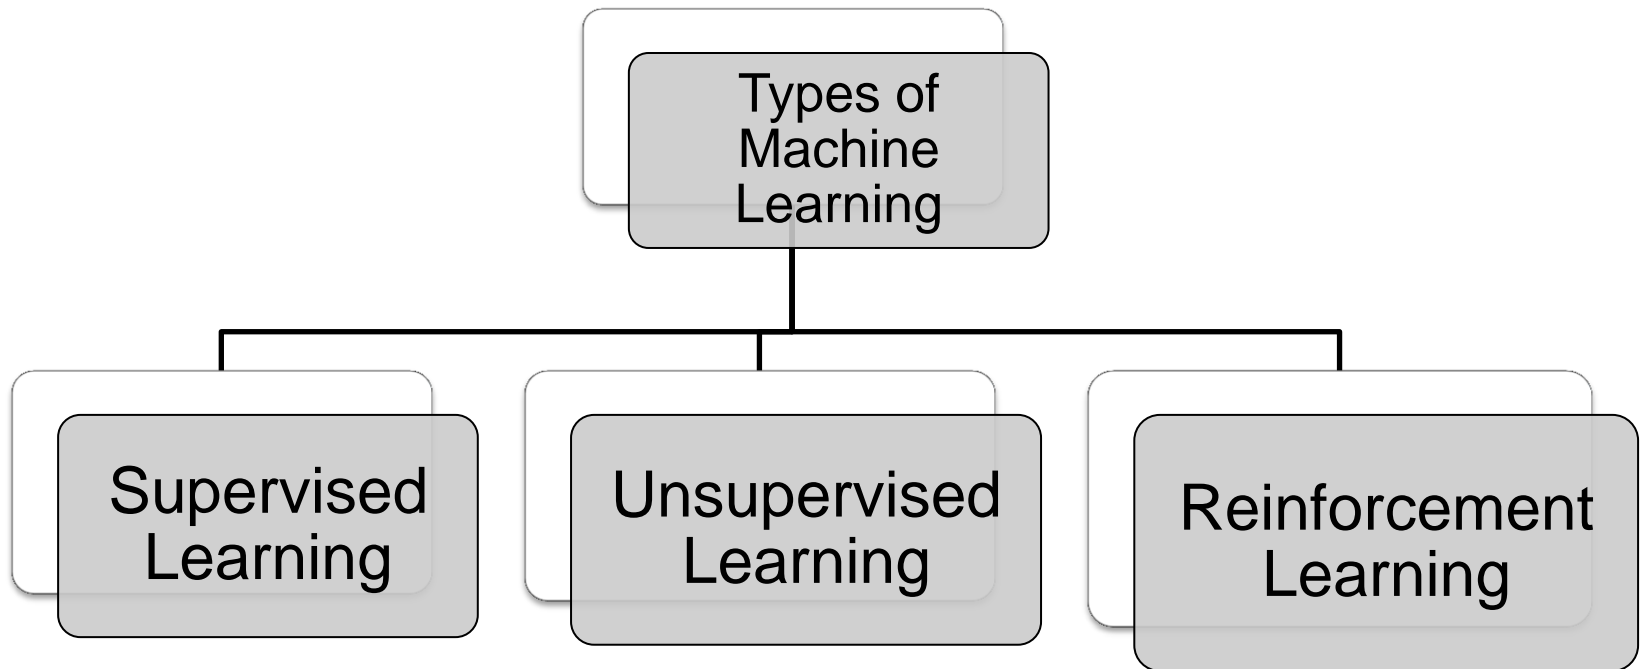 Types of
Machine
Learning
Supervised
Learning
Unsupervised
Learning
Reinforcement
Learning